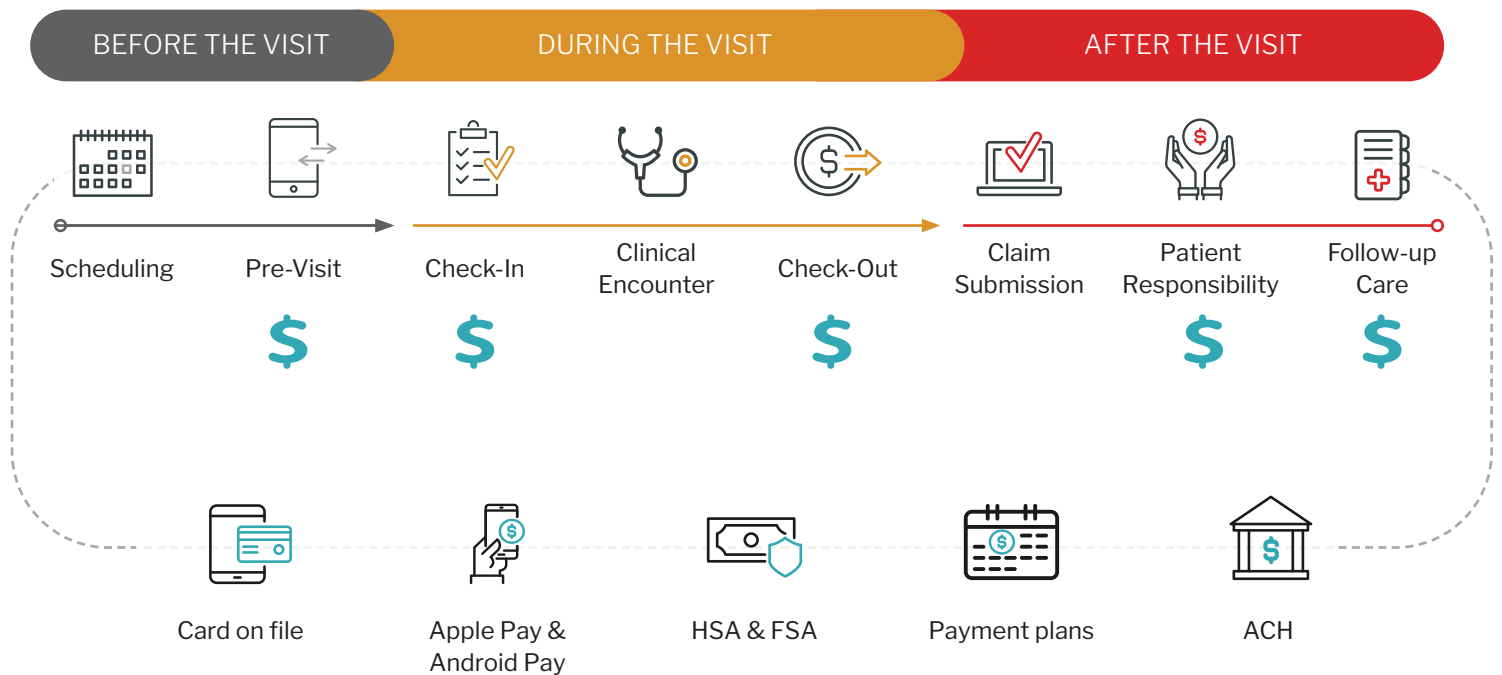 BEFORE THE VISIT
DURING THE VISIT
AFTER THE VISIT
$
$
Scheduling
Pre-Visit
Check-In
Clinical
Encounter
Check-Out
Claim
Submission
Patient
Responsibility
Follow-up
Care
$
$
$
$
$
$
$
$
$
Card on file
Apple Pay &
Android Pay
HSA & FSA
Payment plans
ACH